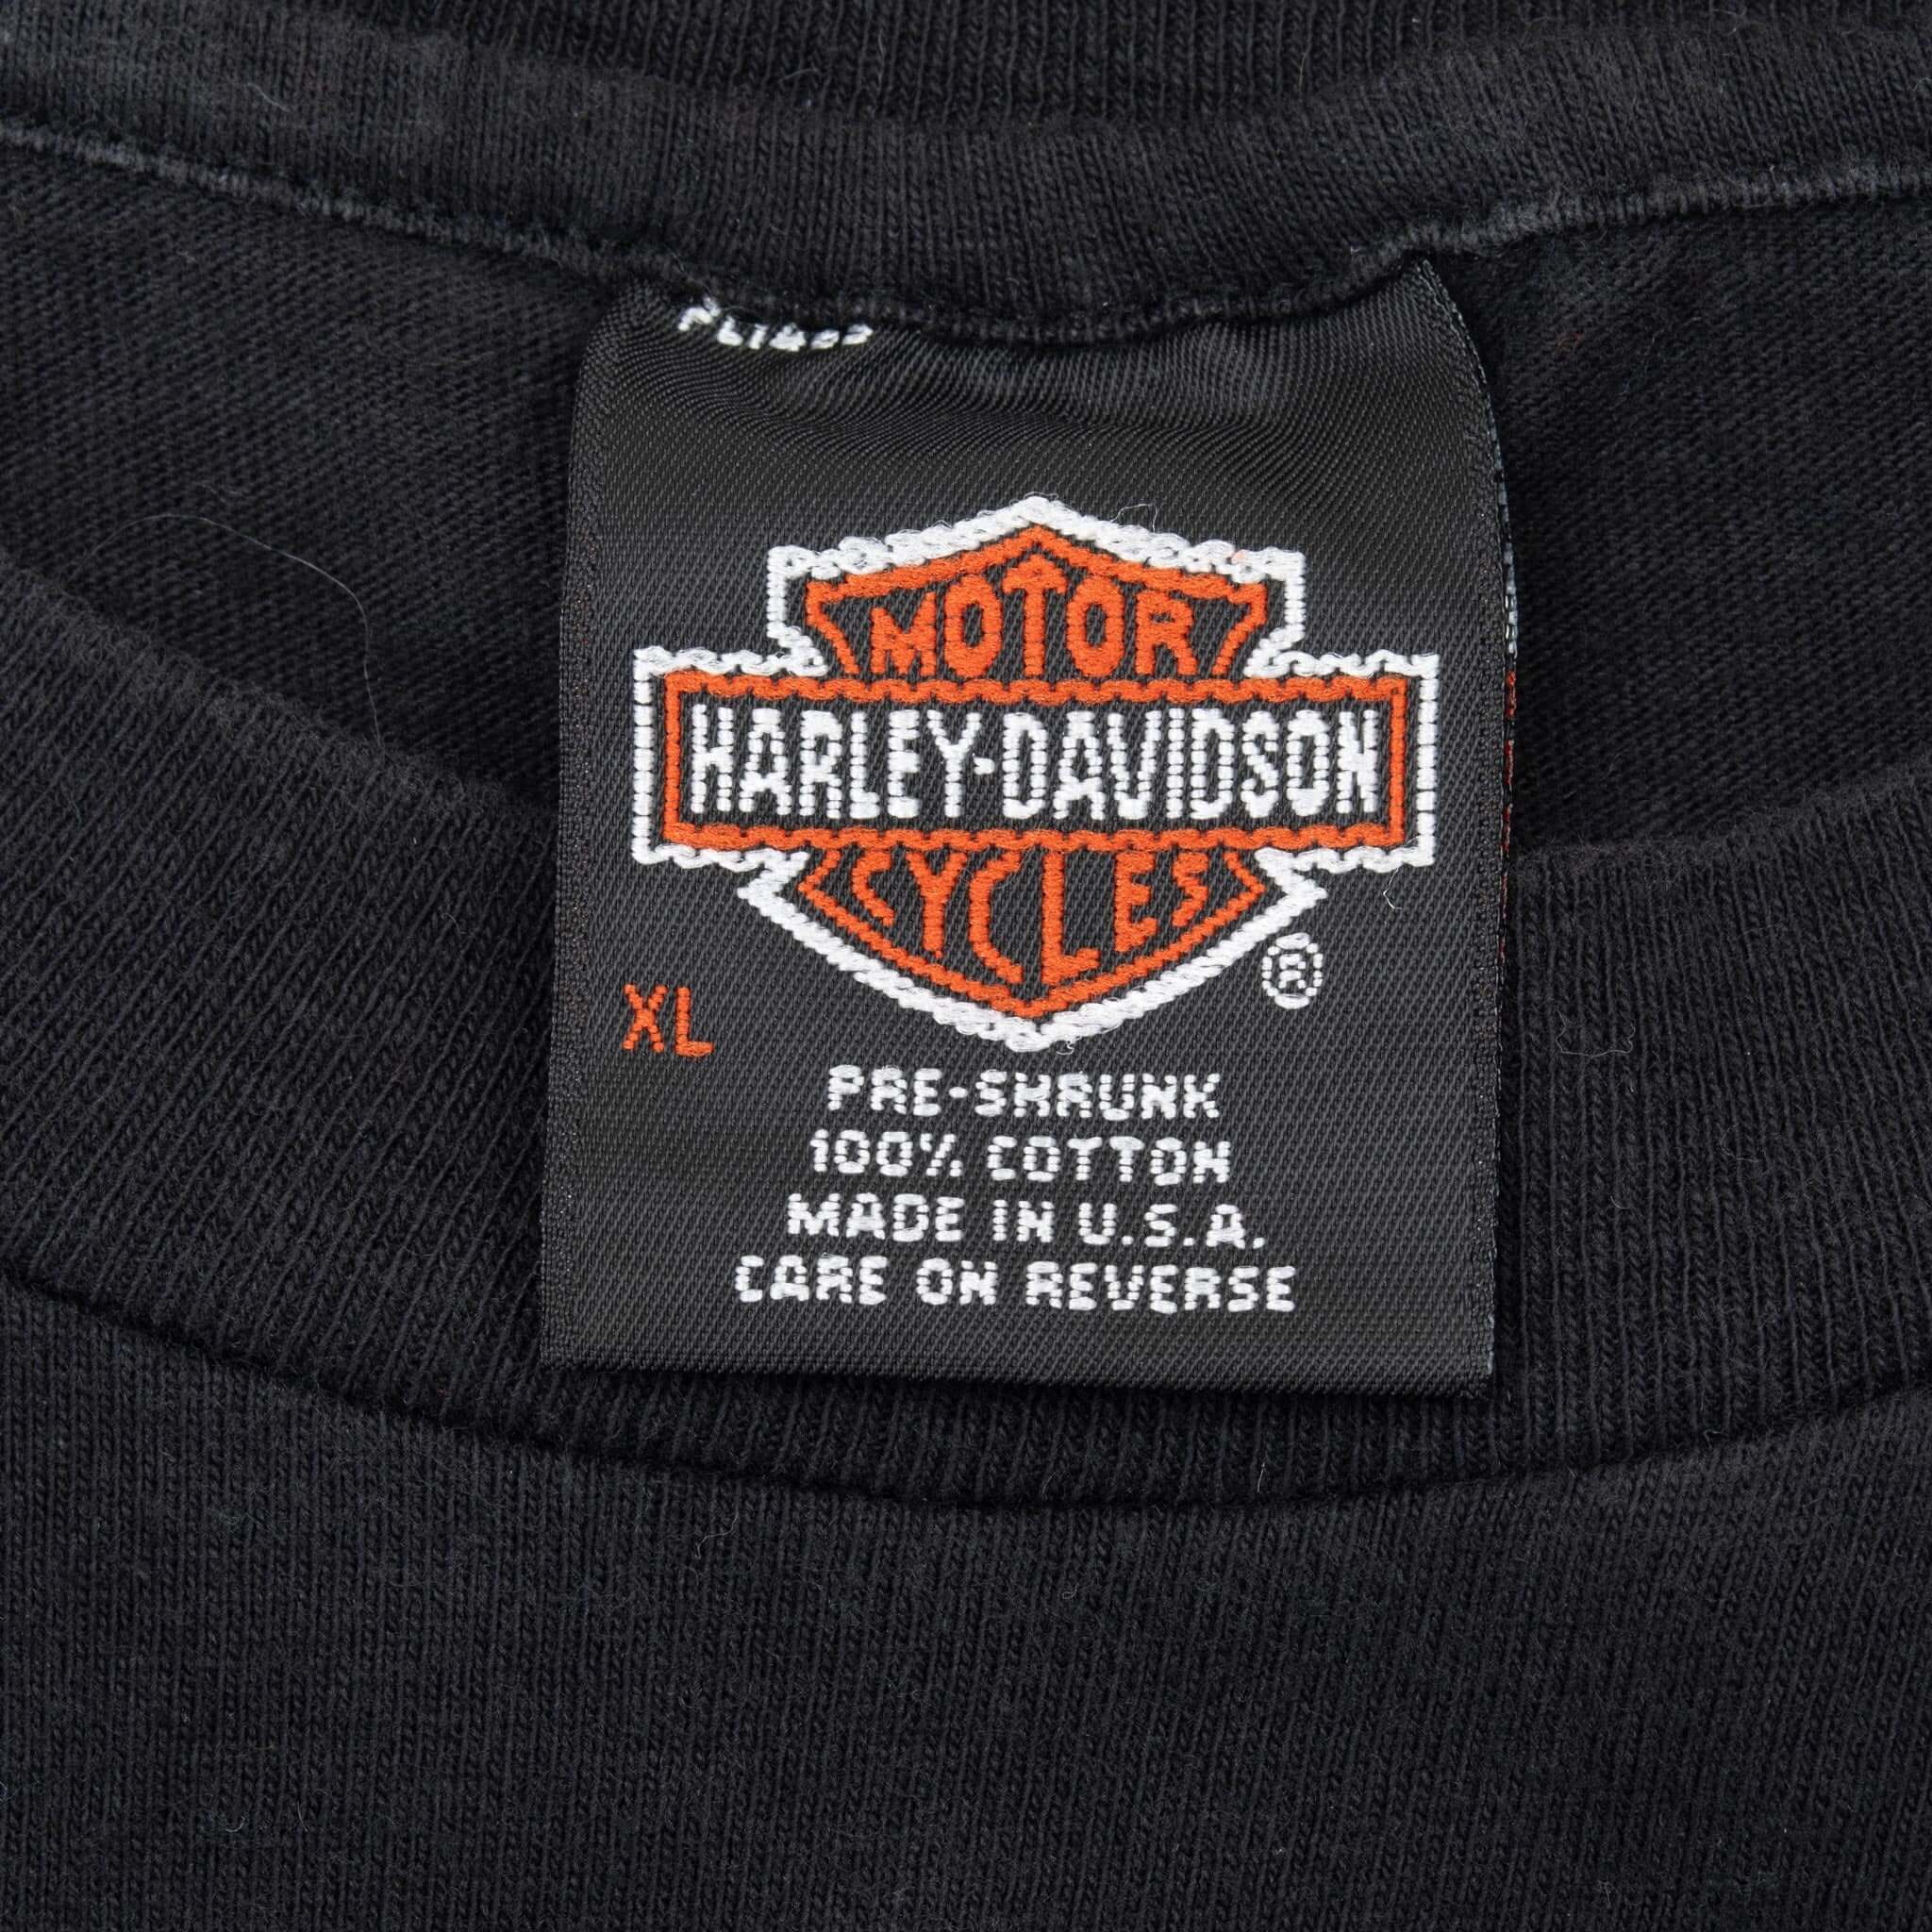 MOTOR
HARLEY-DAVIDSON
CYCLES
®
XL
PRE-SHRUNK
100% COTTON
MADE IN U.S.A.
CARE ON REVERSE